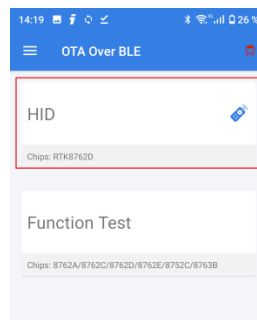 14:19 26 %
OTA Over BLE
HID
Chips: RTK8762D
Function Test
Chips: 8762A/8762C/8762D/8762E/8752C/8763B